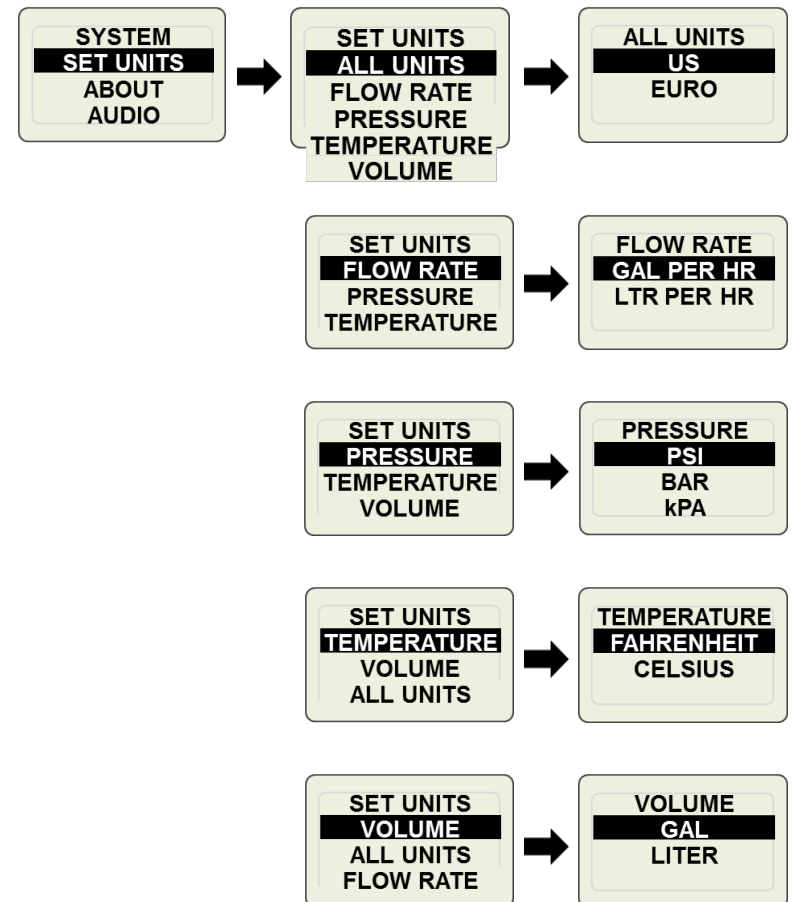 SYSTEM
SET UNITS
ABOUT
AUDIO
SET UNITS
ALL UNITS
FLOW RATE
PRESSURE
TEMPERATURE
VOLUME
ALL UNITS
US
EURO
SET UNITS
FLOW RATE
PRESSURE
TEMPERATURE
FLOW RATE
GAL PER HR
LTR PER HR
SET UNITS
PRESSURE
TEMPERATURE
VOLUME
PRESSURE
PSI
BAR
kPA
SET UNITS
TEMPERATURE
VOLUME
ALL UNITS
TEMPERATURE
FAHRENHEIT
CELSIUS
SET UNITS
VOLUME
ALL UNITS
FLOW RATE
VOLUME
GAL
LITER